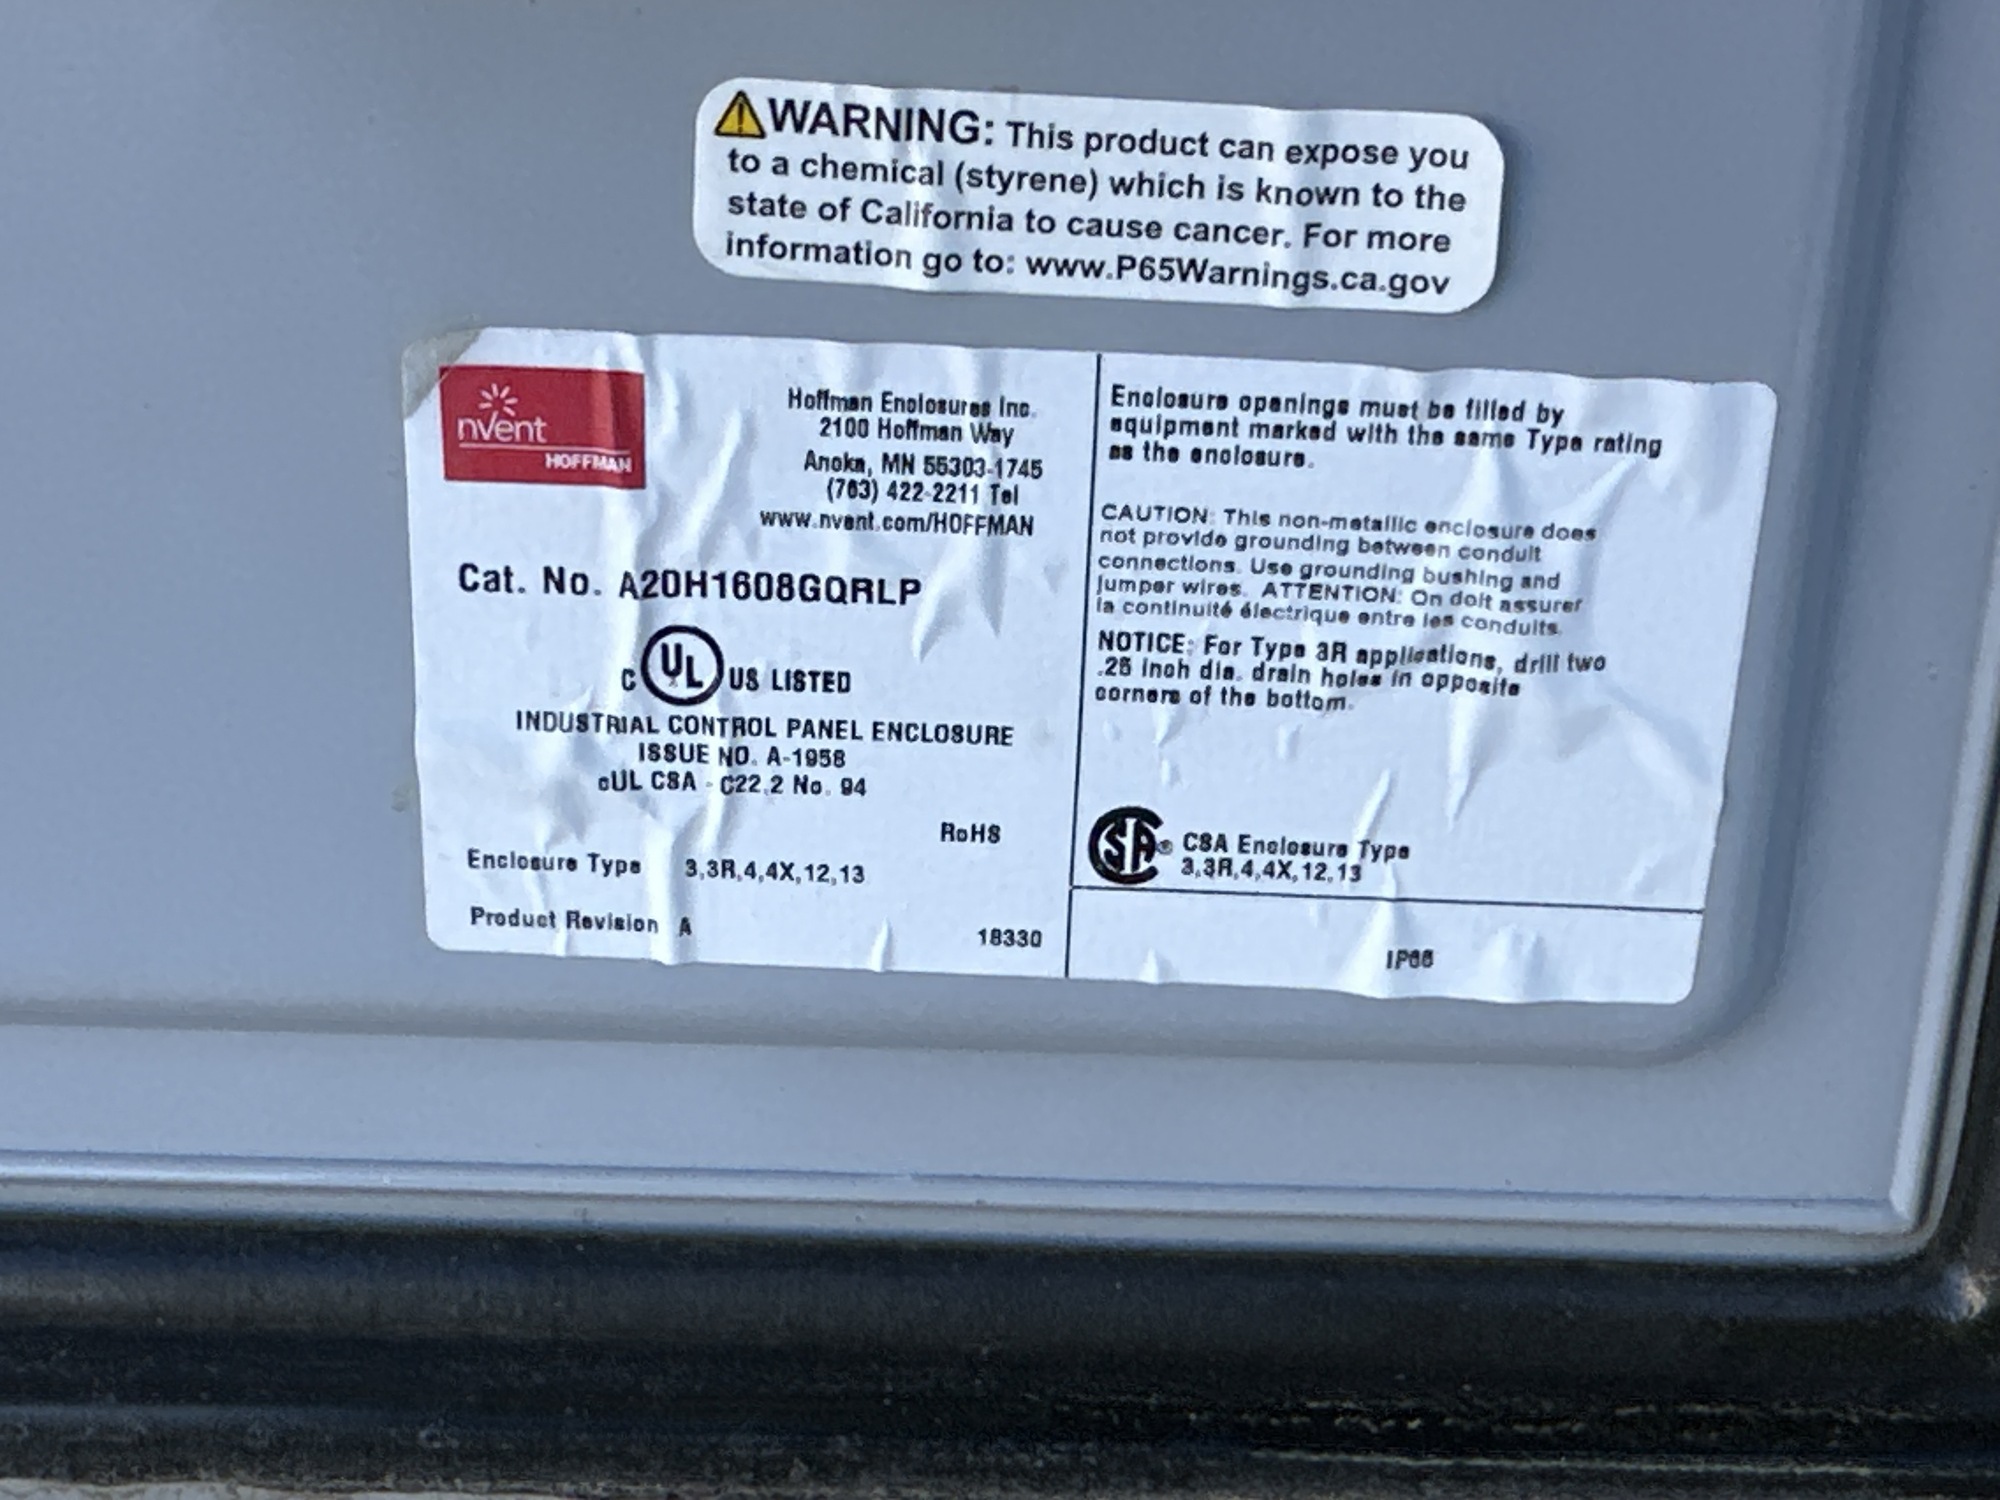 WARNING: This product can expose you
to a chemical (styrene) which is known to the
state of California to cause cancer. For more
information go to: www.P65Warnings.ca.gov
nVent
HOFFMAN
Hoffman Enclosures Inc.
2100 Hoffman Way
Anoka, MN 55303-1745
(763) 422-2211 Tel
www.nvent.com/HOFFMAN
Cat. No. A20H1608GQRLP
C UL US LISTED
INDUSTRIAL CONTROL PANEL ENCLOSURE
ISSUE NO. A-1958
cUL CSA - C22.2 No. 94
RoHS
Enclosure Type 3,3R,4,4X,12,13
Product Revision A
18330
Enclosure openings must be filled by
equipment marked with the same Type rating
as the enclosure.
CAUTION: This non-metallic enclosure does
not provide grounding between conduit
connections. Use grounding bushing and
jumper wires. ATTENTION: On doit assurer
la continuité électrique entre les conduits.
NOTICE: For Type 3R applications, drill two
.25 inch dia. drain holes in opposite
corners of the bottom.
SA® CSA Enclosure Type
3,3R,4,4X,12,13
IP66